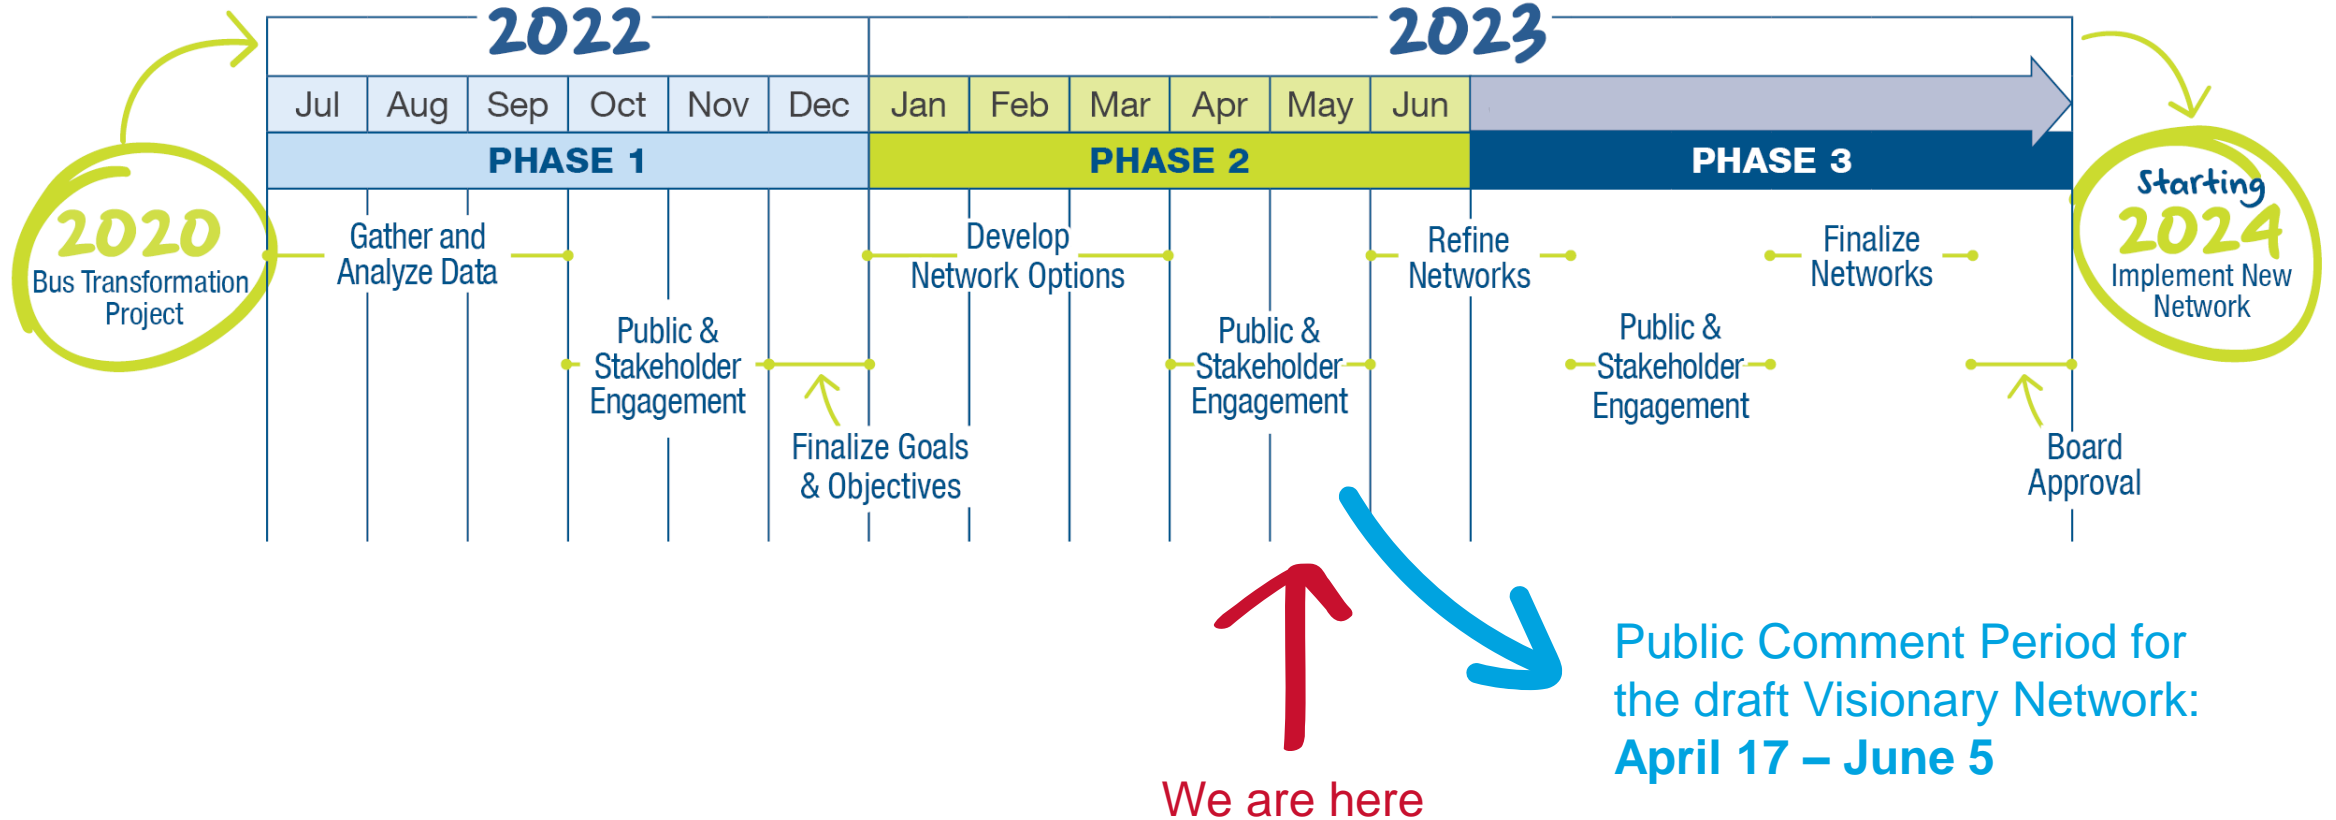 2022
2023
Jul
Aug
Sep
Oct
Nov
Dec
Jan
Feb
Mar
Apr
May
Jun
PHASE 1
PHASE 2
PHASE 3
2020
Bus Transformation
Project
Gather and
Analyze Data
Public &
Stakeholder
Engagement
Finalize Goals
& Objectives
Develop
Network Options
Public &
Stakeholder
Engagement
Refine
Networks
Public &
Stakeholder
Engagement
Finalize
Networks
Board
Approval
Starting
2024
Implement New
Network
We are here
Public Comment Period for
the draft Visionary Network:
April 17 – June 5